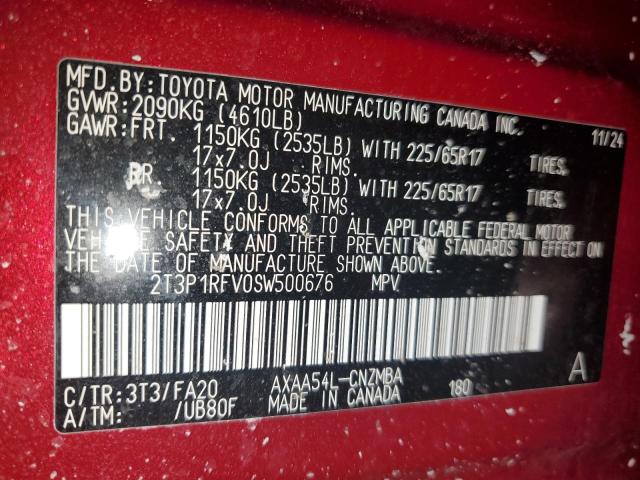 MFD. BY: TOYOTA MOTOR MANUFACTURING CANADA INC.
GVWR: 2090KG (4610LB) 11/24
GAWR: FRT. 1150KG (2535LB) WITH 225/65R17 TIRES,
17x7.0J RIMS.
RR. 1150KG (2535LB) WITH 225/65R17 TIRES,
17x7.0J RIMS.
THIS VEHICLE CONFORMS TO ALL APPLICABLE FEDERAL MOTOR
VEHICLE SAFETY AND THEFT PREVENTION STANDARDS IN EFFECT ON
THE DATE OF MANUFACTURE SHOWN ABOVE.
2T3P1RFV0SW500676 MPV
C/TR: 3T3/FA20 AXAA54L-CNZMBA 180 A
A/TM: /UB80F MADE IN CANADA